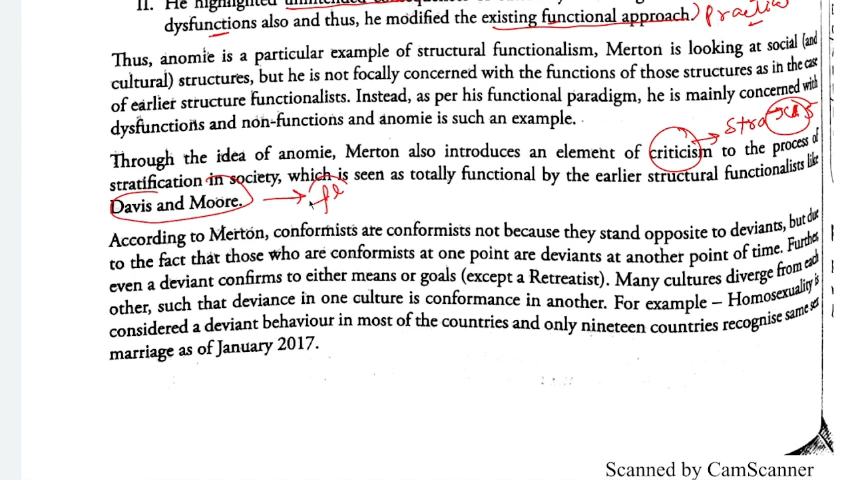 II. He highlighted unintended
dysfunctions also and thus, he modified the existing functional approach.
Thus, anomie is a particular example of structural functionalism, Merton is looking at social (and
cultural) structures, but he is not focally concerned with the functions of those structures as in the case
of earlier structure functionalists. Instead, as per his functional paradigm, he is mainly concerned with
dysfunctions and non-functions and anomie is such an example.
Through the idea of anomie, Merton also introduces an element of criticism to the process of
stratification in society, which is seen as totally functional by the earlier structural functionalists like
Davis and Moore.
According to Merton, conformists are conformists not because they stand opposite to deviants, but due
to the fact that those who are conformists at one point are deviants at another point of time. Further
even a deviant confirms to either means or goals (except a Retreatist). Many cultures diverge from each
other, such that deviance in one culture is conformance in another. For example – Homosexuality is
considered a deviant behaviour in most of the countries and only nineteen countries recognise same sex
marriage as of January 2017.
Scanned by CamScanner